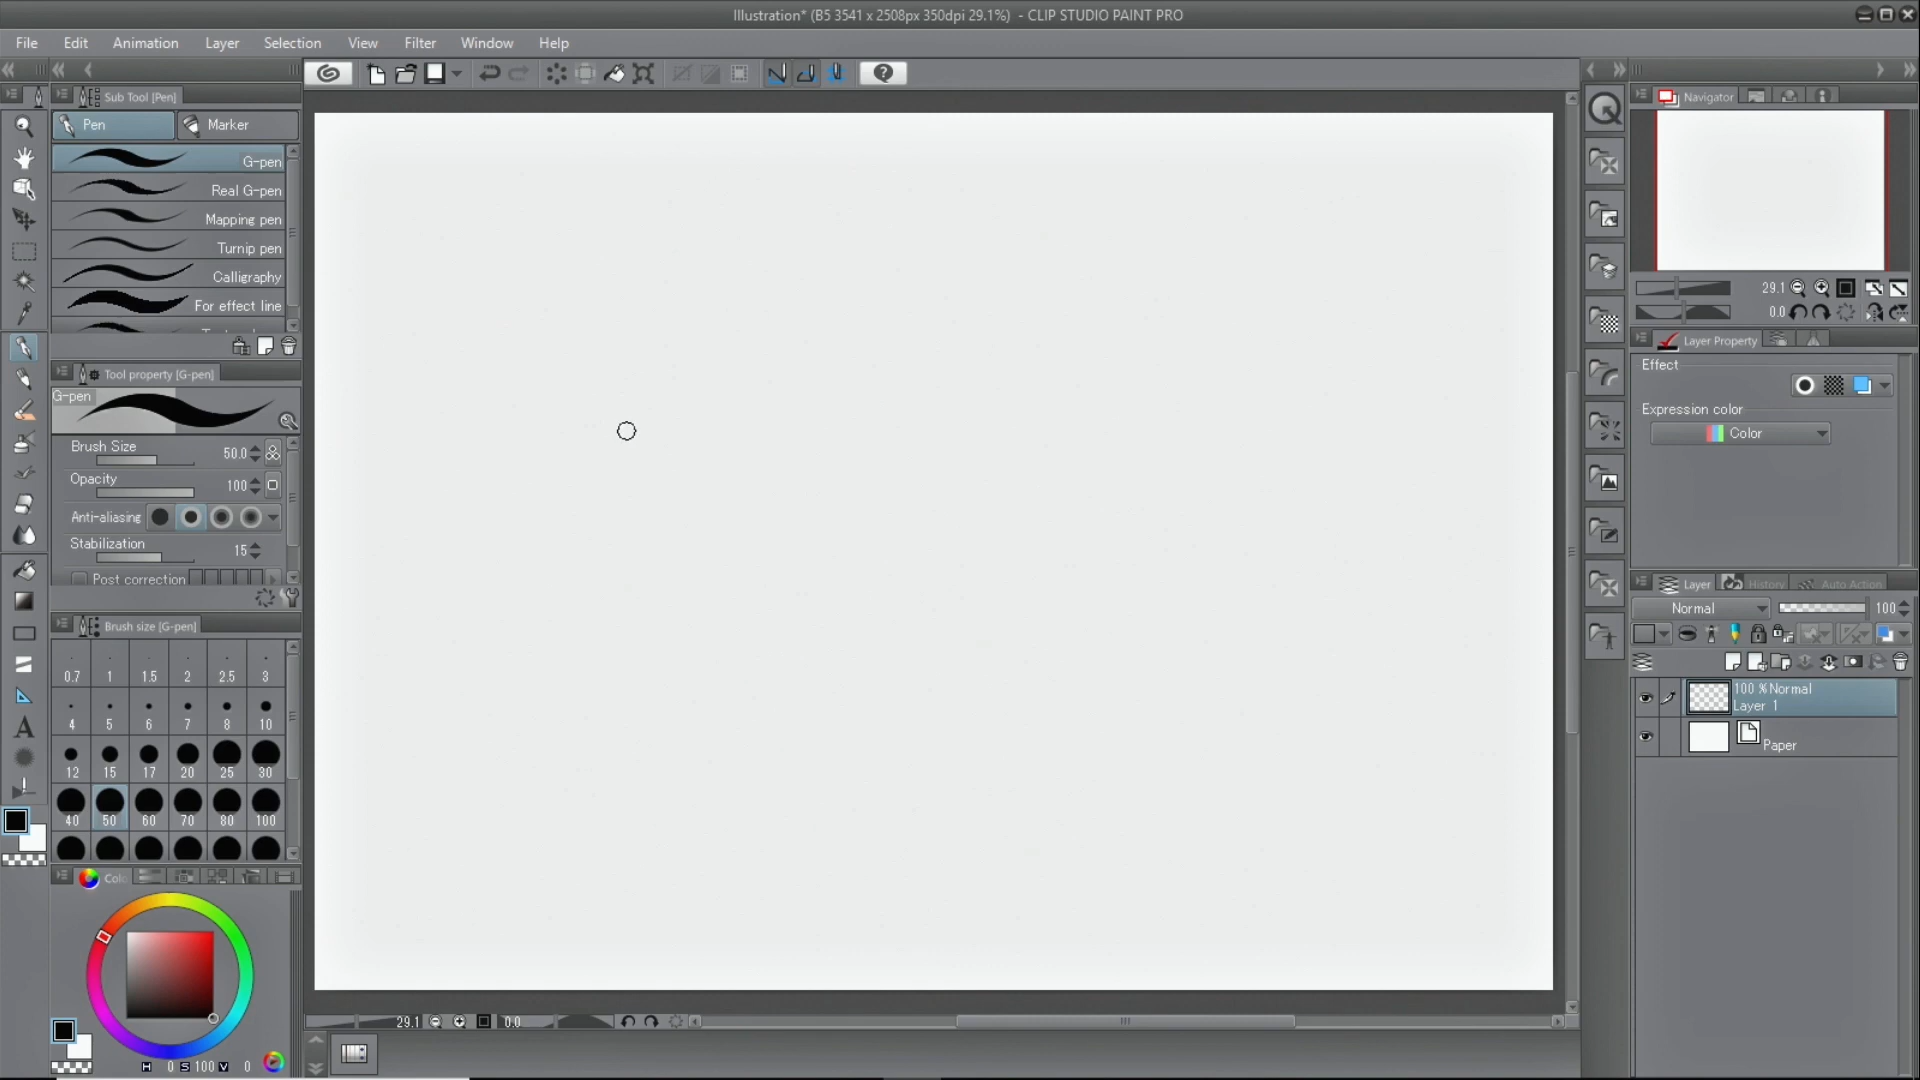 Illustration* (B5 3541 x 2508px 350dpi 29.1%)  - CLIP STUDIO PAINT PRO
File Edit Animation Layer Selection View Filter Window Help
Sub Tool [Pen]
Pen
Marker
G-pen
Real G-pen
Mapping pen
Turnip pen
Calligraphy
For effect line
Tool property [G-pen]
G-pen
Brush Size 50.0
Opacity 100
Anti-aliasing
Stabilization 15
Post correction
Brush size [G-pen]
0.7 1 1.5 2 2.5 3
4 5 6 7 8 10
12 15 17 20 25 30
40 50 60 70 80 100
Colo
H 0 S 100 V 0
29.1 0.0
Navigator
29.1
0.0
Layer Property
Effect
Expression color
Color
Layer History Auto Action
Normal 100
100 % Normal
Layer 1
Paper